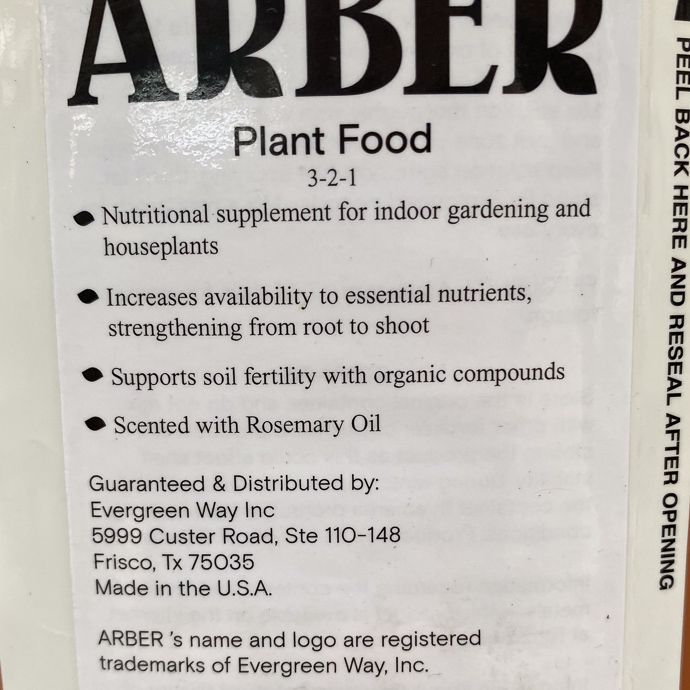 ARBER
Plant Food
3-2-1
Nutritional supplement for indoor gardening and
houseplants
Increases availability to essential nutrients,
strengthening from root to shoot
Supports soil fertility with organic compounds
Scented with Rosemary Oil
Guaranteed & Distributed by:
Evergreen Way Inc
5999 Custer Road, Ste 110-148
Frisco, Tx 75035
Made in the U.S.A.
ARBER 's name and logo are registered
trademarks of Evergreen Way, Inc.
PEEL BACK HERE AND RESEAL AFTER OPENING